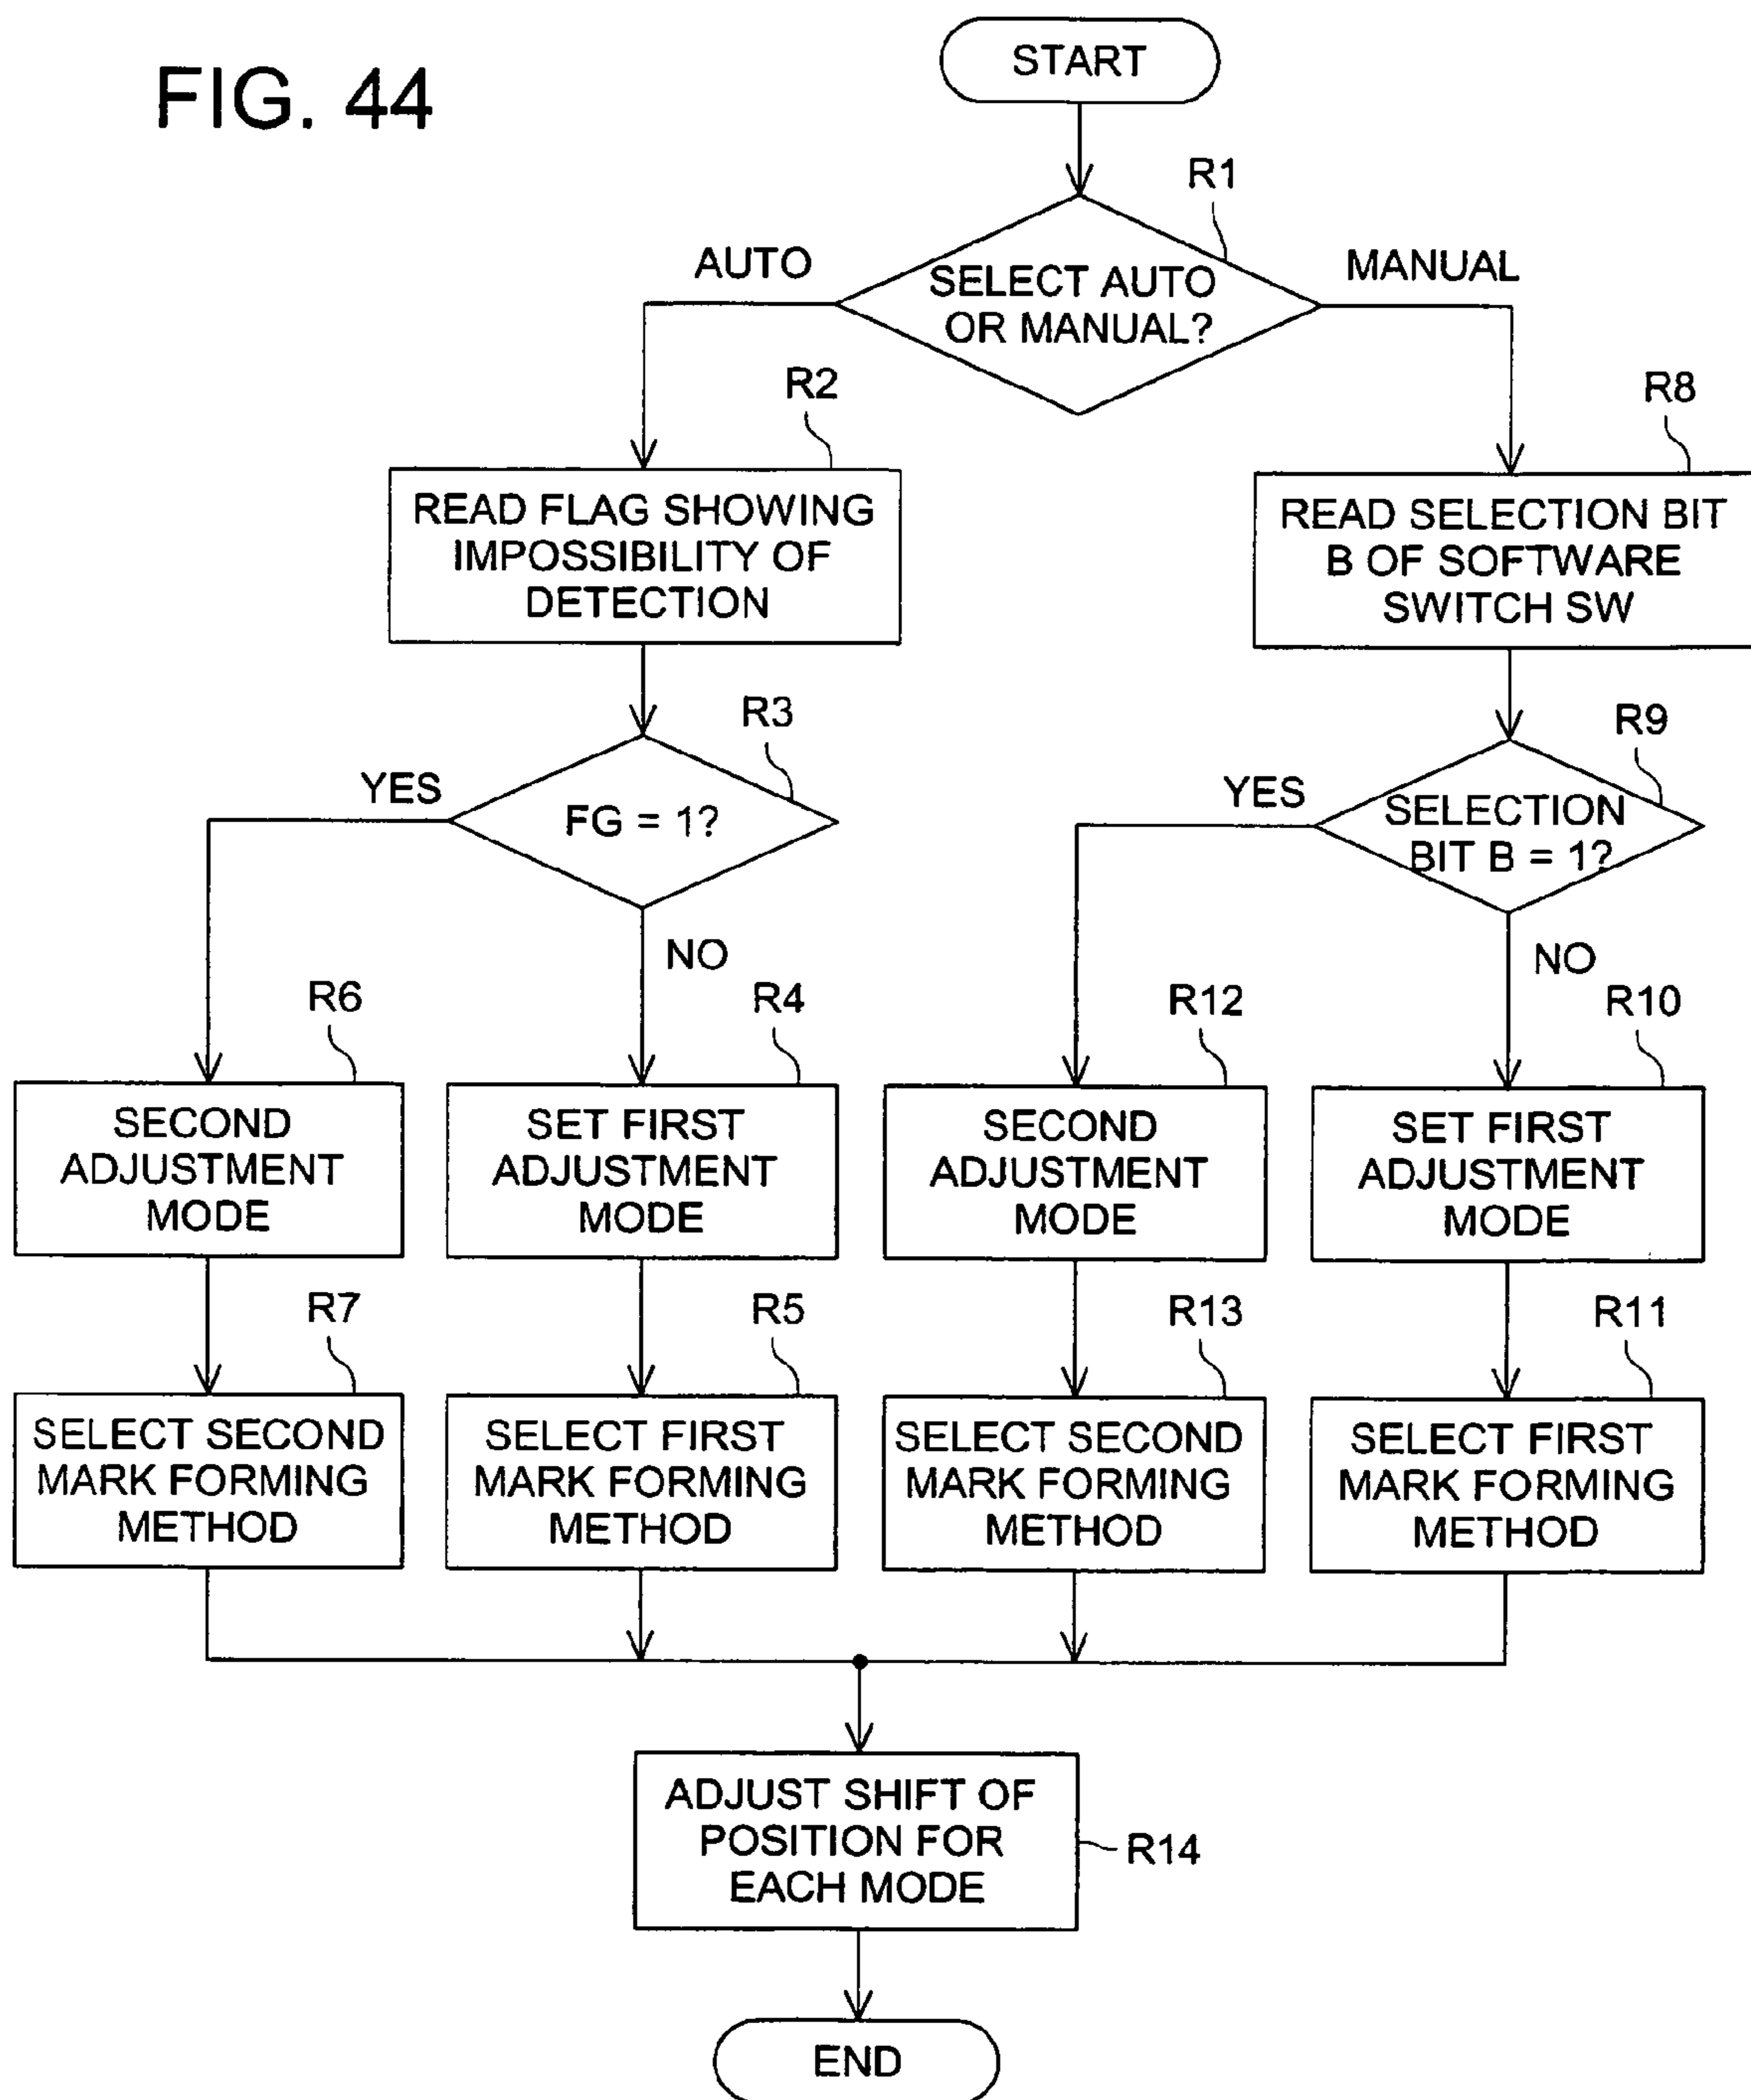 FIG. 44
START
R1
AUTO
MANUAL
SELECT AUTO
OR MANUAL?
R2
R8
READ FLAG SHOWING
IMPOSSIBILITY OF
DETECTION
READ SELECTION BIT
B OF SOFTWARE
SWITCH SW
R3
R9
YES
FG = 1?
YES
SELECTION
BIT B = 1?
NO
NO
R6
R4
R12
R10
SECOND
ADJUSTMENT
MODE
SET FIRST
ADJUSTMENT
MODE
SECOND
ADJUSTMENT
MODE
SET FIRST
ADJUSTMENT
MODE
R7
R5
R13
R11
SELECT SECOND
MARK FORMING
METHOD
SELECT FIRST
MARK FORMING
METHOD
SELECT SECOND
MARK FORMING
METHOD
SELECT FIRST
MARK FORMING
METHOD
ADJUST SHIFT OF
POSITION FOR
EACH MODE
R14
END